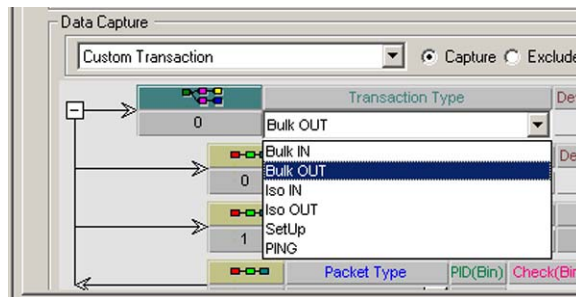 Data Capture
Custom Transaction
Capture
Exclude
Transaction Type
0
Bulk OUT
Bulk IN
Bulk OUT
0
Iso IN
Iso OUT
SetUp
1
PING
Packet Type
PID(Bin)